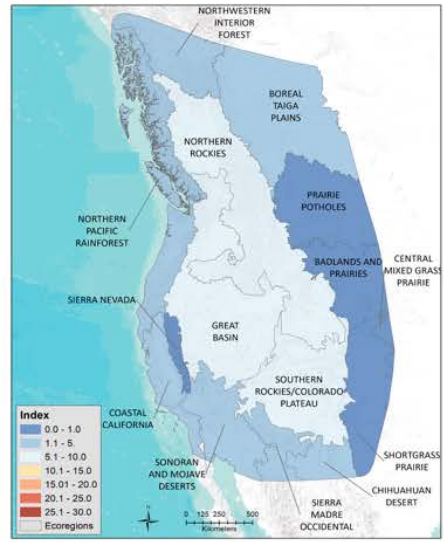 NORTHWESTERN
INTERIOR
FOREST
BOREAL
TAIGA
PLAINS
NORTHERN
ROCKIES
PRAIRIE
POTHOLES
NORTHERN
PACIFIC
RAINFOREST
BADLANDS AND
PRAIRIES
CENTRAL
MIXED GRASS
PRAIRIE
SIERRA NEVADA
GREAT
BASIN
SOUTHERN
ROCKIES/COLORADO
PLATEAU
COASTAL
CALIFORNIA
SONORAN
AND MOJAVE
DESERTS
SIERRA
MADRE
OCCIDENTAL
SHORTGRASS
PRAIRIE
CHIHUAHUAN
DESERT
Index
0.0 - 1.0
1.1 - 5.
5.1 - 10.0
10.1 - 15.0
15.01 - 20.0
20.1 - 25.0
25.1 - 30.0
Ecoregions
0 125 250 500
Kilometers